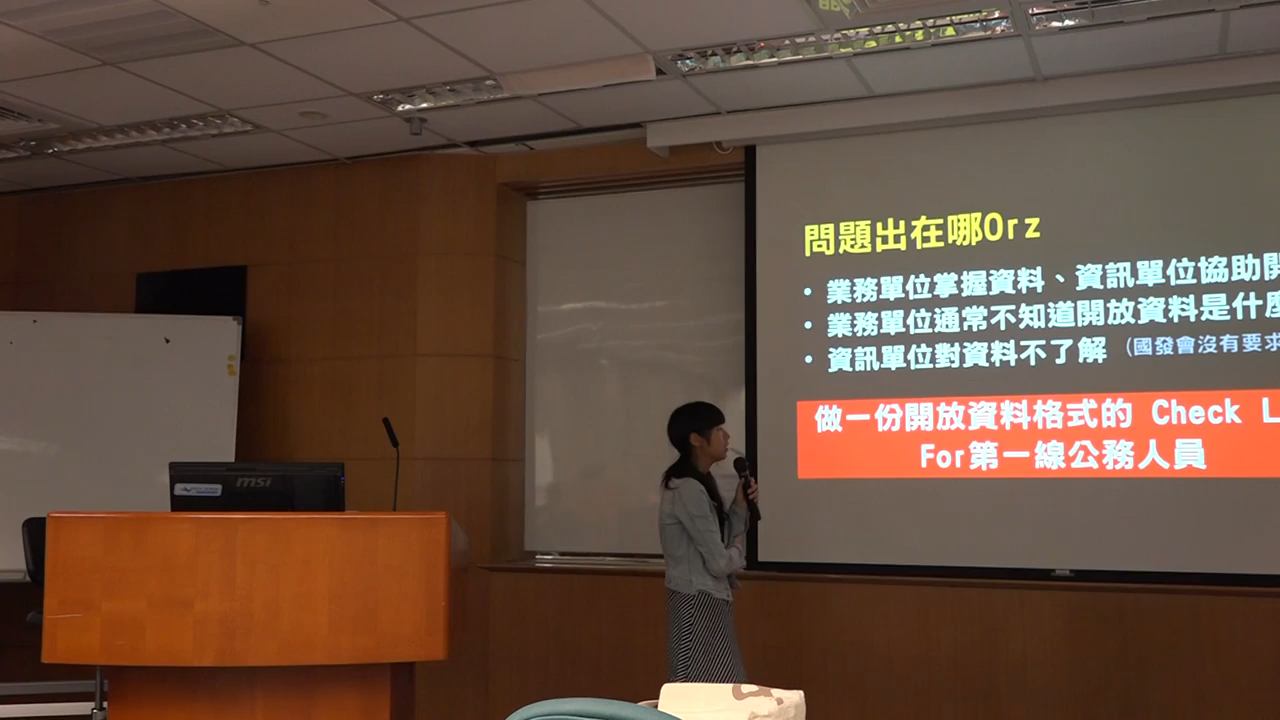 問題出在哪Orz
• 業務單位掌握資料、資訊單位協助開
• 業務單位通常不知道開放資料是什麼
• 資訊單位對資料不了解 (國發會沒有要求
做一份開放資料格式的 Check L
For第一線公務人員
msi